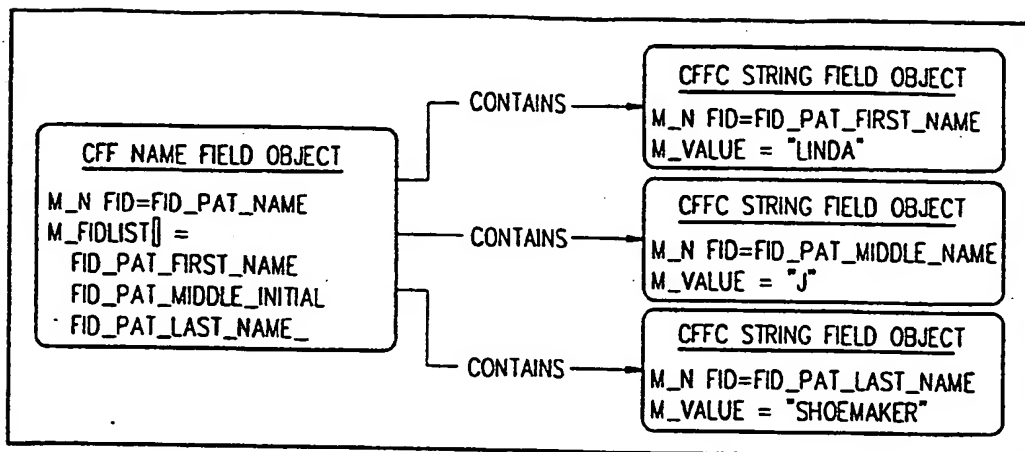 CFF NAME FIELD OBJECT
M_N FID=FID_PAT_NAME
M_FIDLIST[] =
FID_PAT_FIRST_NAME
FID_PAT_MIDDLE_INITIAL
FID_PAT_LAST_NAME_
CONTAINS
CFFC STRING FIELD OBJECT
M_N FID=FID_PAT_FIRST_NAME
M_VALUE = "LINDA"
CONTAINS
CFFC STRING FIELD OBJECT
M_N FID=FID_PAT_MIDDLE_NAME
M_VALUE = "J"
CONTAINS
CFFC STRING FIELD OBJECT
M_N FID=FID_PAT_LAST_NAME
M_VALUE = "SHOEMAKER"